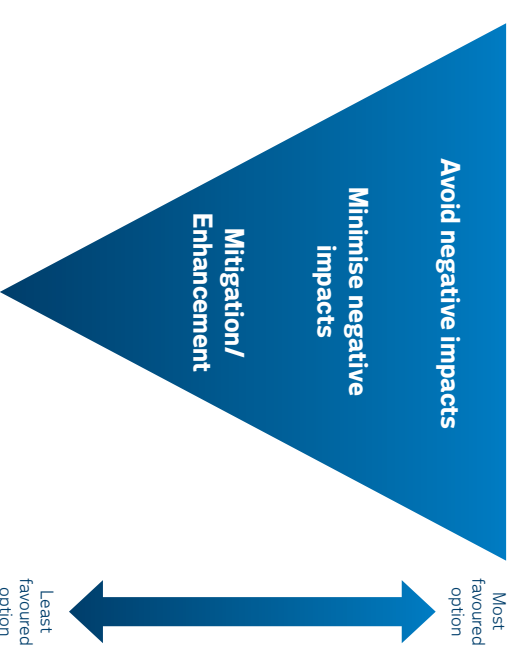 Avoid negative impacts
Minimise negative
impacts
Mitigation/
Enhancement
Most
favoured
option
Least
favoured
option